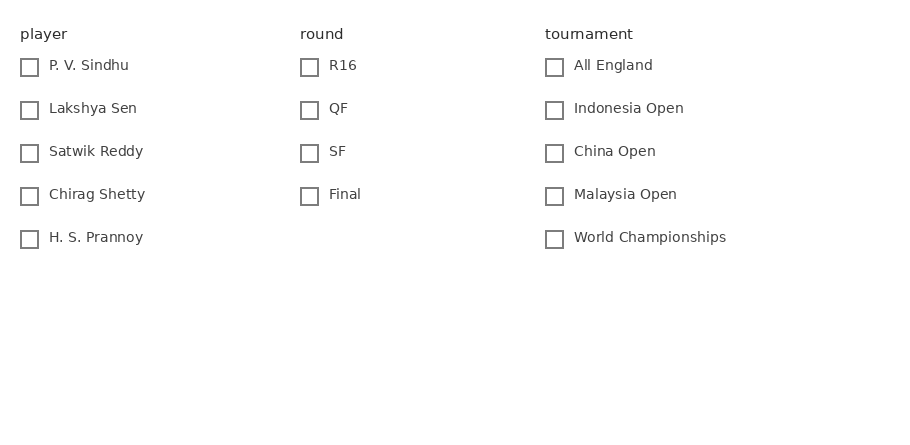 player
P. V. Sindhu
Lakshya Sen
Satwik Reddy
Chirag Shetty
H. S. Prannoy
round
R16
QF
SF
Final
tournament
All England
Indonesia Open
China Open
Malaysia Open
World Championships